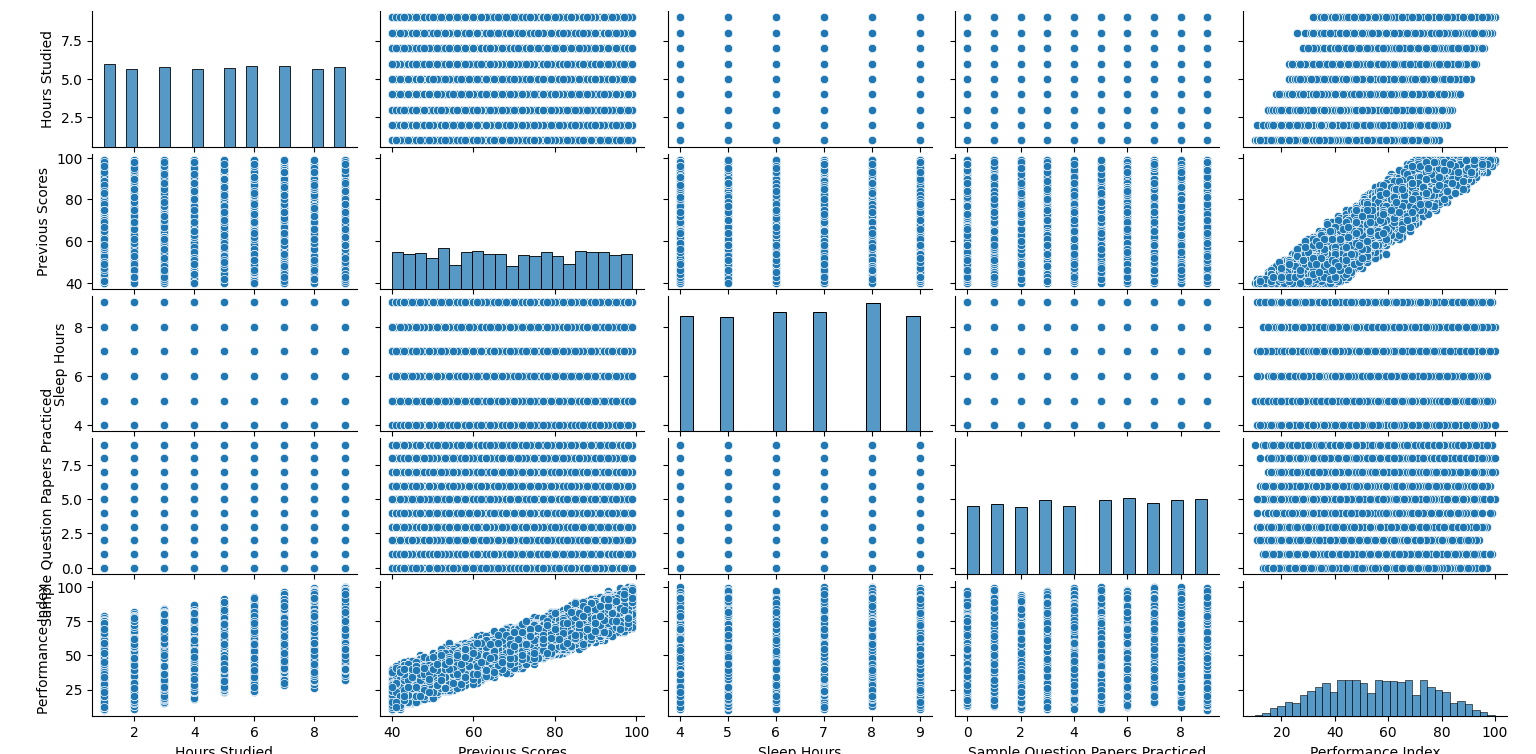 Hours Studied
7.5
5.0
2.5
Previous Scores
100
80
60
40
Sleep Hours
8
6
4
Sample Question Papers Practiced
7.5
5.0
2.5
0.0
Performance Index
100
75
50
25
2 4 6 8
40 60 80 100
4 5 6 7 8 9
0 2 4 6 8
20 40 60 80 100
Hours Studied
Previous Scores
Sleep Hours
Sample Question Papers Practiced
Performance Index